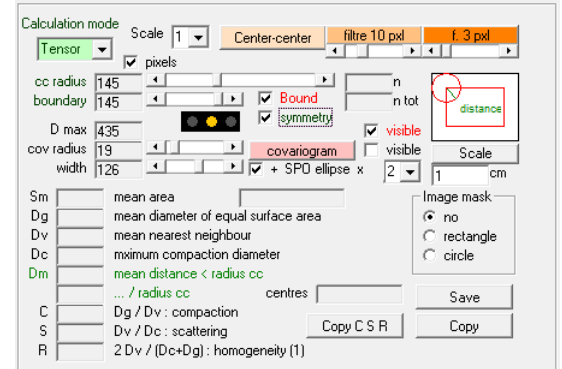 Calculation mode
Tensor
Scale 1
Center-center
filtre 10 pxl
f. 3 pxl
pixels
cc radius 145
n
boundary 145
Bound
n tot
symmetry
distance
D max 435
visible
cov radius 19
covariogram
visible
Scale
width 126
+ SPO ellipse x 2
1 cm
Sm mean area
Image mask
Dg mean diameter of equal surface area
no
Dv mean nearest neighbour
rectangle
Dc mximum compaction diameter
circle
Dm mean distance < radius cc
... / radius cc
centres
Save
C Dg / Dv : compaction
S Dv / Dc : scattering
Copy C S R
Copy
R 2 Dv / (Dc+Dg) : homogeneity (1)